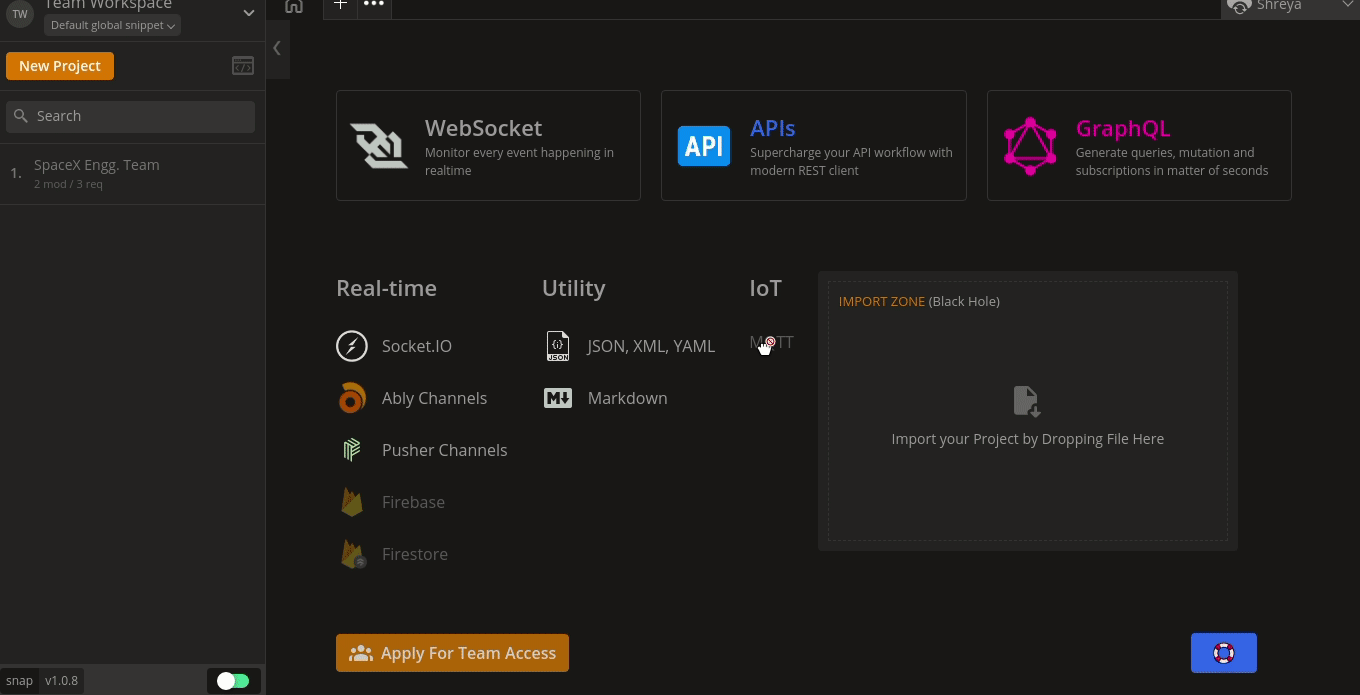 Team Workspace
TW
Default global snippet
Shreya
New Project
Search
1.
SpaceX Engg. Team
2 mod / 3 req
WebSocket
Monitor every event happening in
realtime
API
APIs
Supercharge your API workflow with
modern REST client
GraphQL
Generate queries, mutation and
subscriptions in matter of seconds
Real-time
Socket.IO
Ably Channels
Pusher Channels
Firebase
Firestore
Utility
JSON
JSON, XML, YAML
M
Markdown
IoT
IMPORT ZONE (Black Hole)
Import your Project by Dropping File Here
Apply For Team Access
snap
v1.0.8